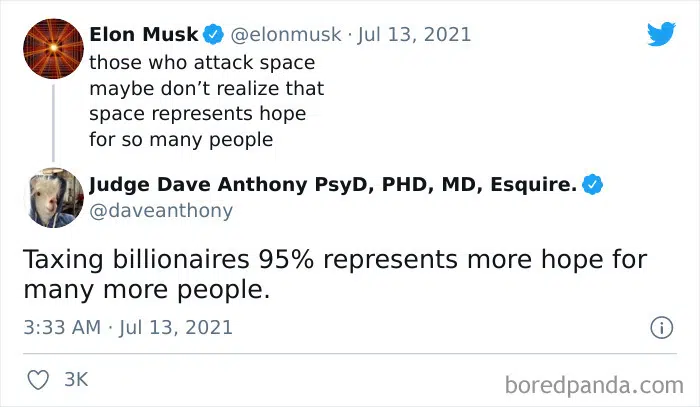 Elon Musk @elonmusk · Jul 13, 2021
those who attack space
maybe don’t realize that
space represents hope
for so many people
Judge Dave Anthony PsyD, PHD, MD, Esquire.
@daveanthony
Taxing billionaires 95% represents more hope for
many more people.
3:33 AM · Jul 13, 2021
3K
boredpanda.com